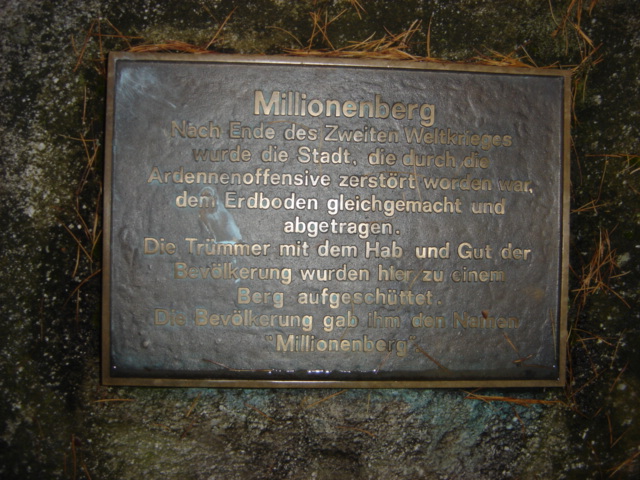 Millionenberg
Nach Ende des Zweiten Weltkrieges
wurde die Stadt, die durch die
Ardennenoffensive zerstört worden war,
dem Erdboden gleichgemacht und
abgetragen.
Die Trümmer mit dem Hab und Gut der
Bevölkerung wurden hier zu einem
Berg aufgeschüttet.
Die Bevölkerung gab ihm den Namen
"Millionenberg".